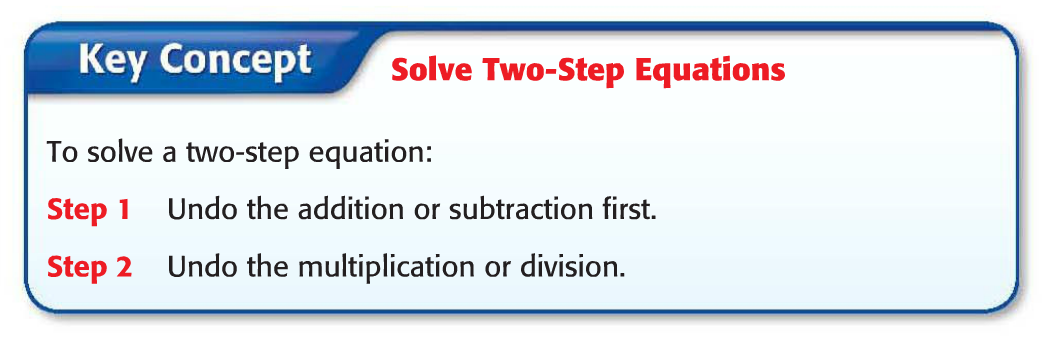 Key Concept Solve Two-Step Equations
To solve a two-step equation:
Step 1 Undo the addition or subtraction first.
Step 2 Undo the multiplication or division.